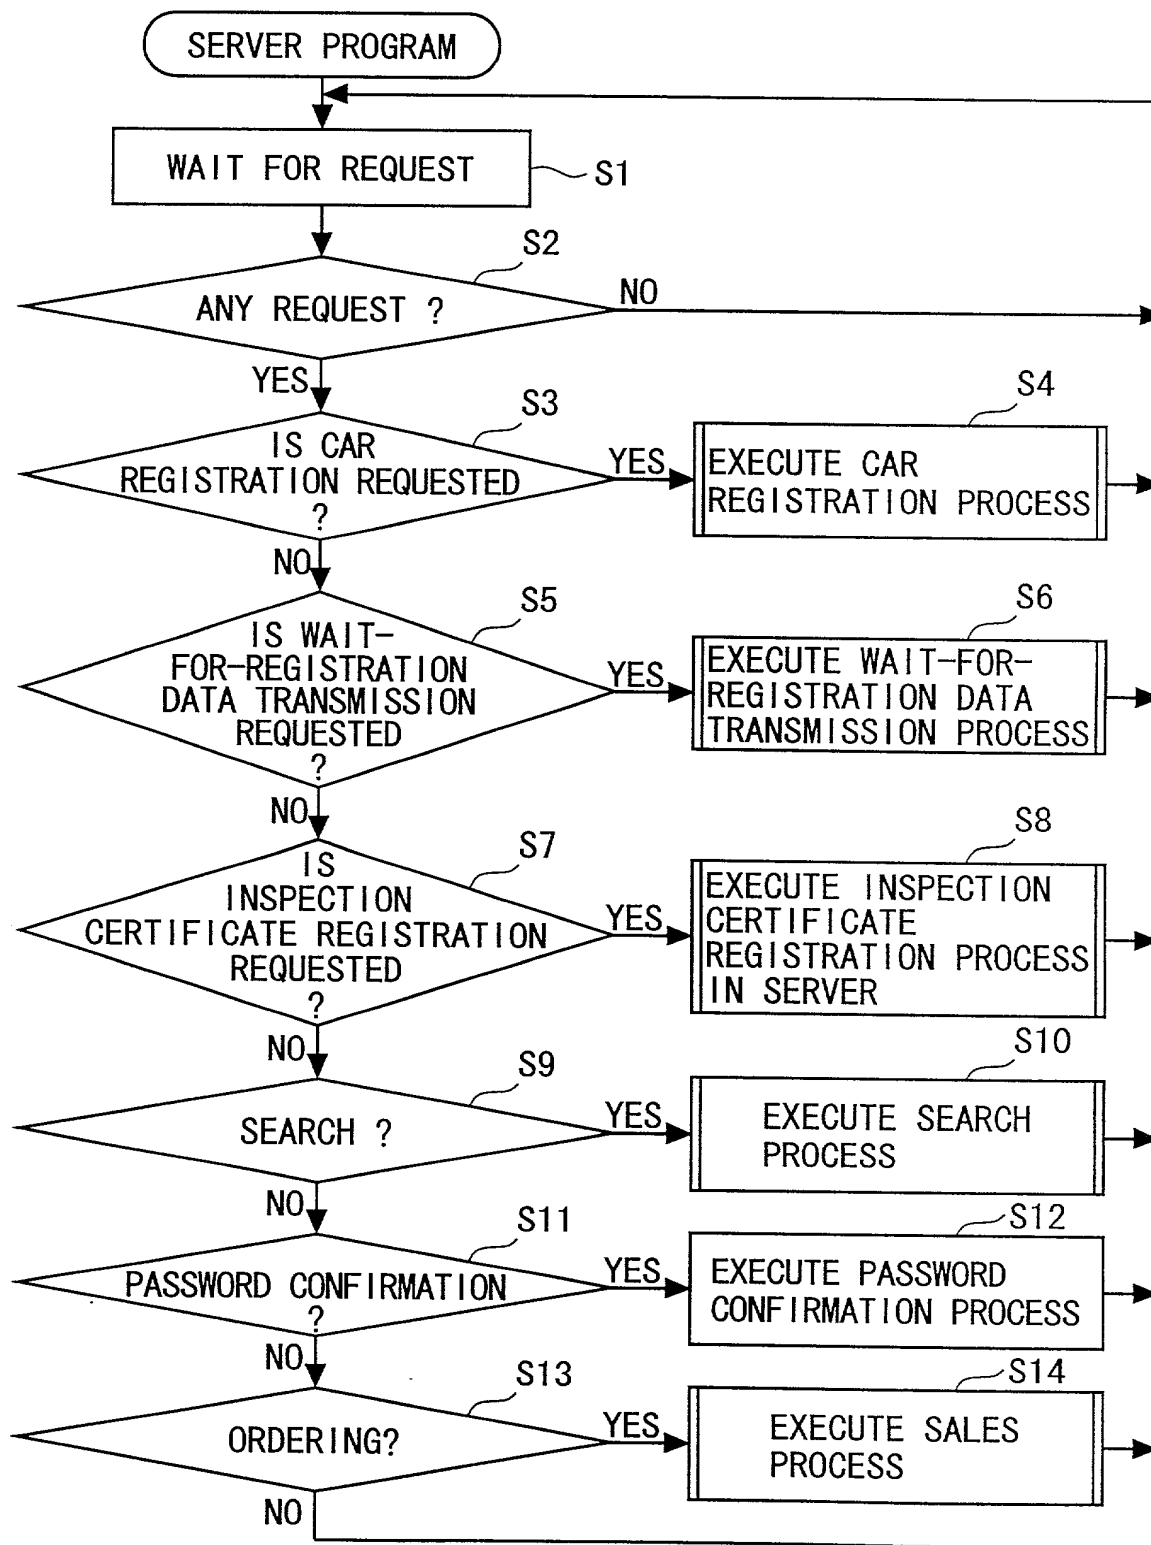 SERVER PROGRAM
WAIT FOR REQUEST
S1
S2
ANY REQUEST ?
NO
YES
S3
IS CAR
REGISTRATION REQUESTED
?
YES
S4
EXECUTE CAR
REGISTRATION PROCESS
NO
S5
IS WAIT-
FOR-REGISTRATION
DATA TRANSMISSION
REQUESTED
?
YES
S6
EXECUTE WAIT-FOR-
REGISTRATION DATA
TRANSMISSION PROCESS
NO
S7
IS
INSPECTION
CERTIFICATE REGISTRATION
REQUESTED
?
YES
S8
EXECUTE INSPECTION
CERTIFICATE
REGISTRATION PROCESS
IN SERVER
NO
S9
SEARCH ?
YES
S10
EXECUTE SEARCH
PROCESS
NO
S11
PASSWORD CONFIRMATION
?
YES
S12
EXECUTE PASSWORD
CONFIRMATION PROCESS
NO
S13
ORDERING?
YES
S14
EXECUTE SALES
PROCESS
NO